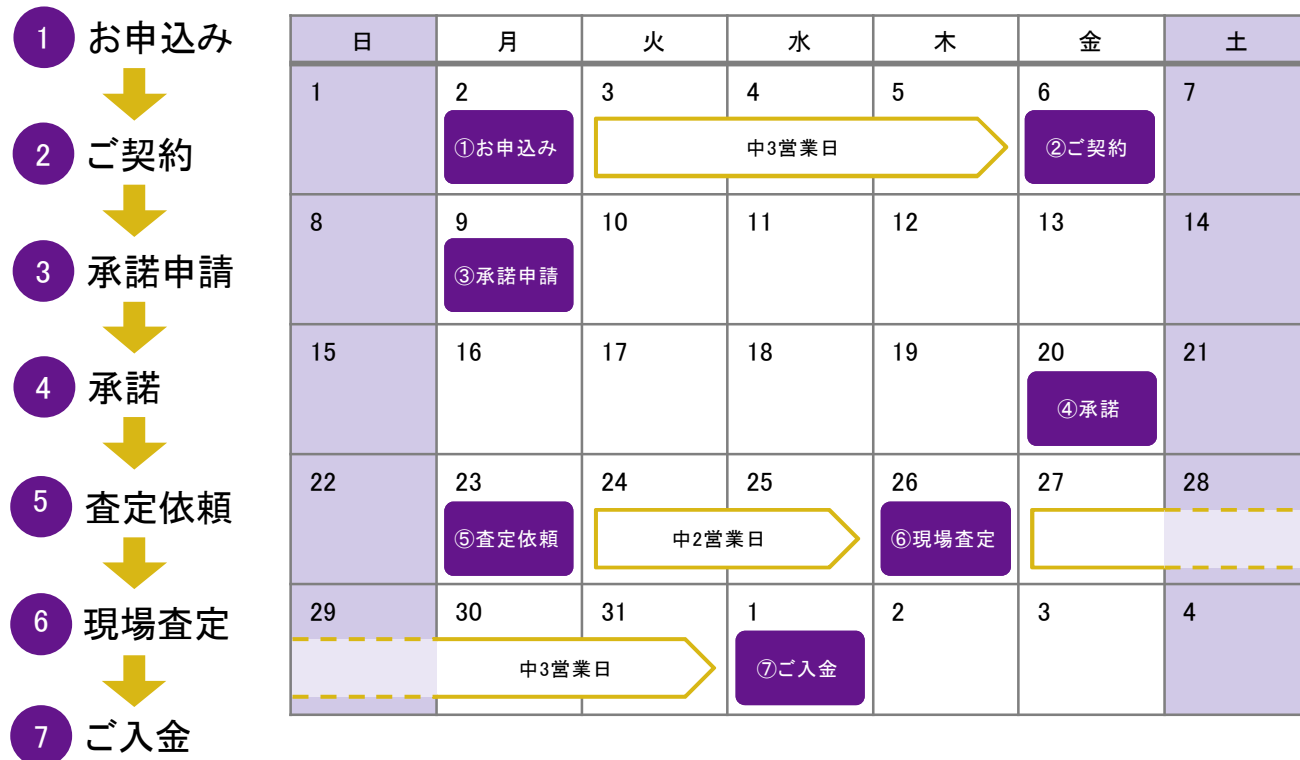 1 お申込み
2 ご契約
3 承諾申請
4 承諾
5 査定依頼
6 現場査定
7 ご入金
日 月 火 水 木 金 土
1 2 3 4 5 6 7
①お申込み 中3営業日 ②ご契約
8 9 10 11 12 13 14
③承諾申請
15 16 17 18 19 20 21
④承諾
22 23 24 25 26 27 28
⑤査定依頼 中2営業日 ⑥現場査定
29 30 31 1 2 3 4
中3営業日 ⑦ご入金